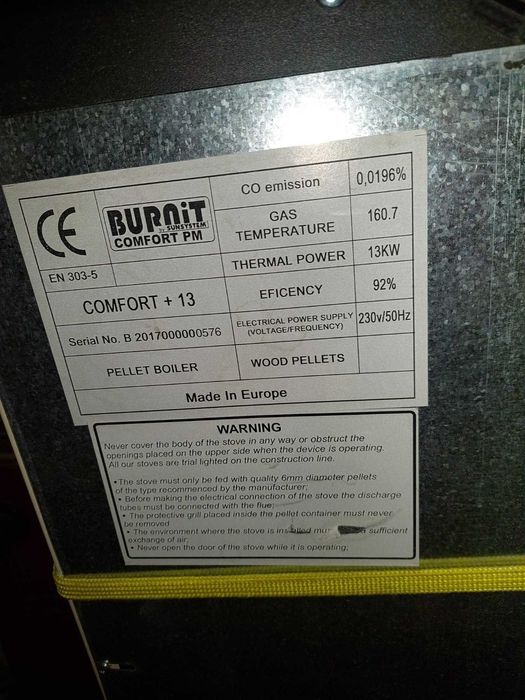 CE
EN 303-5
BURNiT
BY SUNSYSTEM
COMFORT PM
CO emission 0,0196%
GAS TEMPERATURE 160.7
THERMAL POWER 13KW
COMFORT + 13
EFICENCY 92%
Serial No. B 2017000000576
ELECTRICAL POWER SUPPLY
(VOLTAGE/FREQUENCY) 230v/50Hz
PELLET BOILER
WOOD PELLETS
Made In Europe
WARNING
Never cover the body of the stove in any way or obstruct the
openings placed on the upper side when the device is operating.
All our stoves are trial lighted on the construction line.
•The stove must only be fed with quality 6mm diameter pellets
of the type recommenced by the manufacturer;
• Before making the electrical connection of the stove the discharge
tubes must be connected with the flue;
• The protective grill placed inside the pellet container must never
be removed
• The environment where the stove is installed sufficient
exchange of air;
• Never open the door of the stove while it is operating;